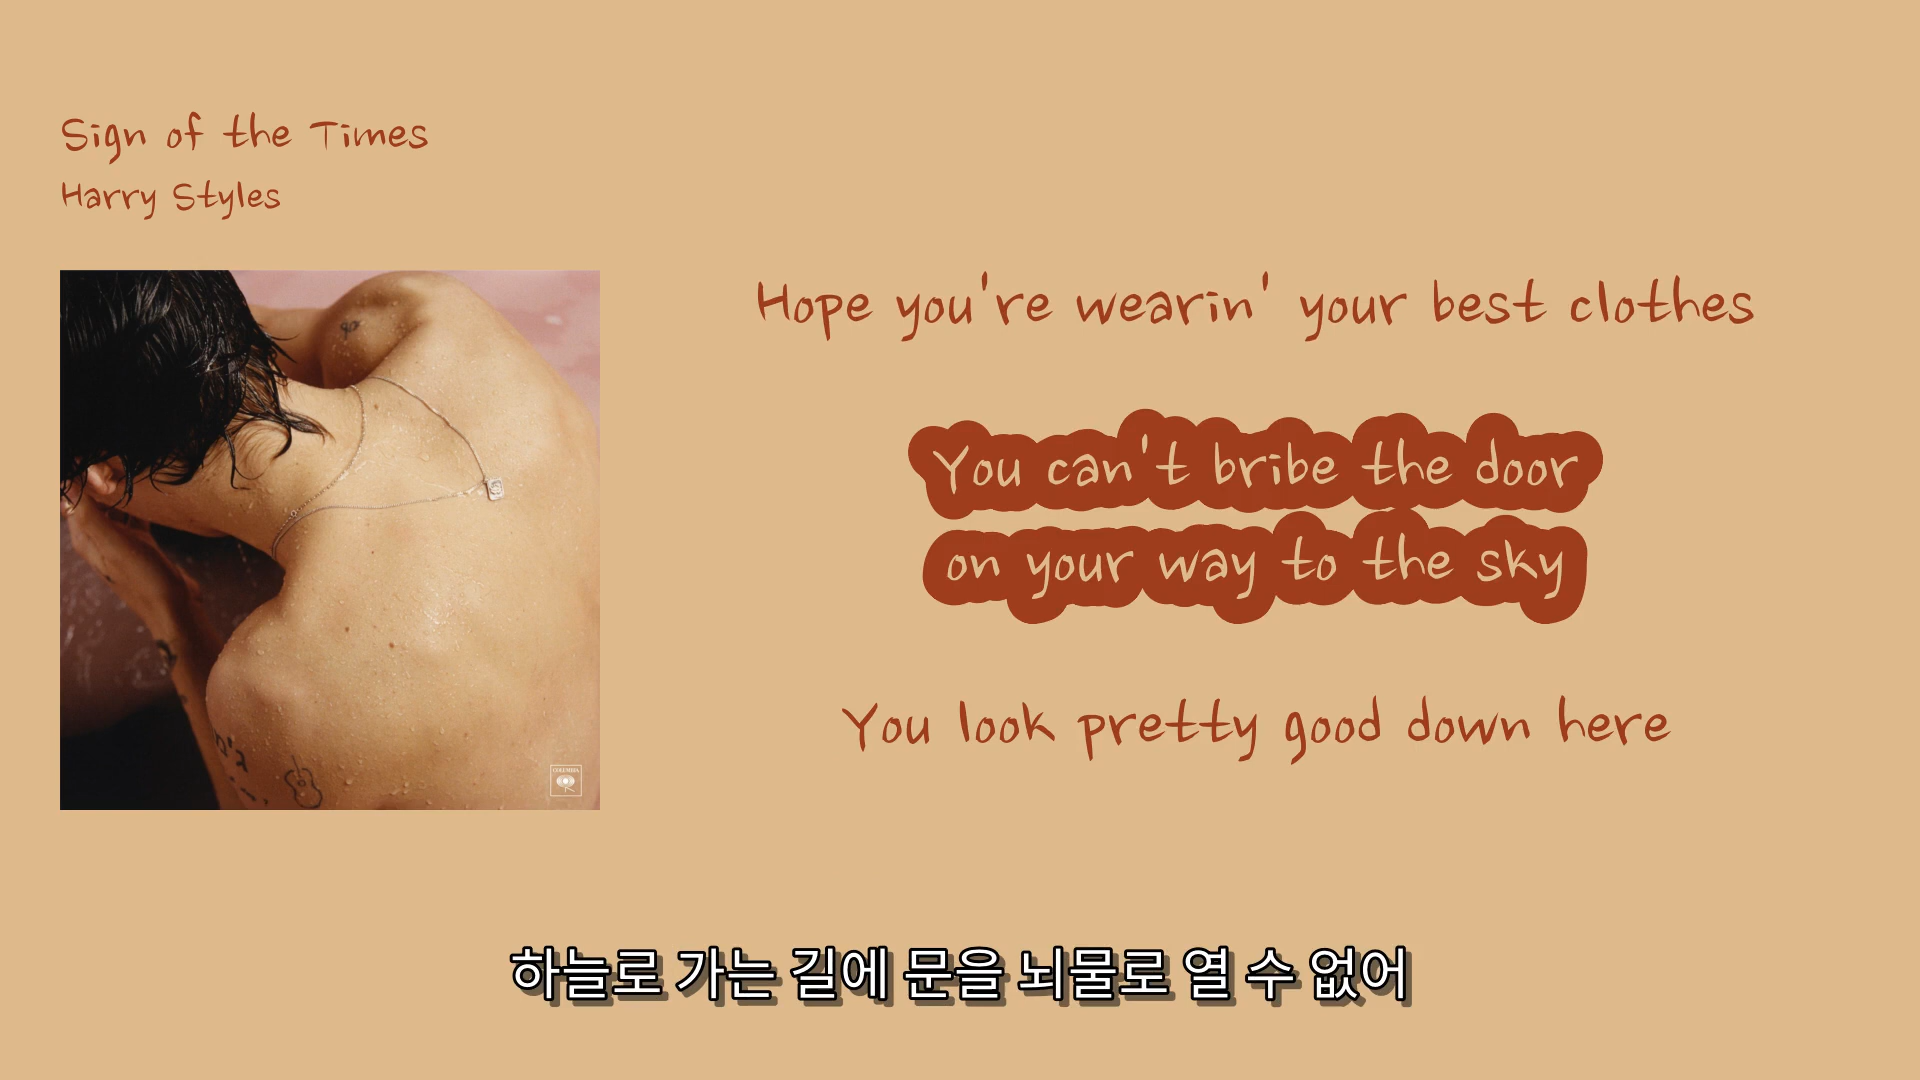 Sign of the Times
Harry Styles
Hope you're wearin' your best clothes
You can't bribe the door
on your way to the sky
You look pretty good down here
COLUMBIA
하늘로 가는 길에 문을 뇌물로 열 수 없어